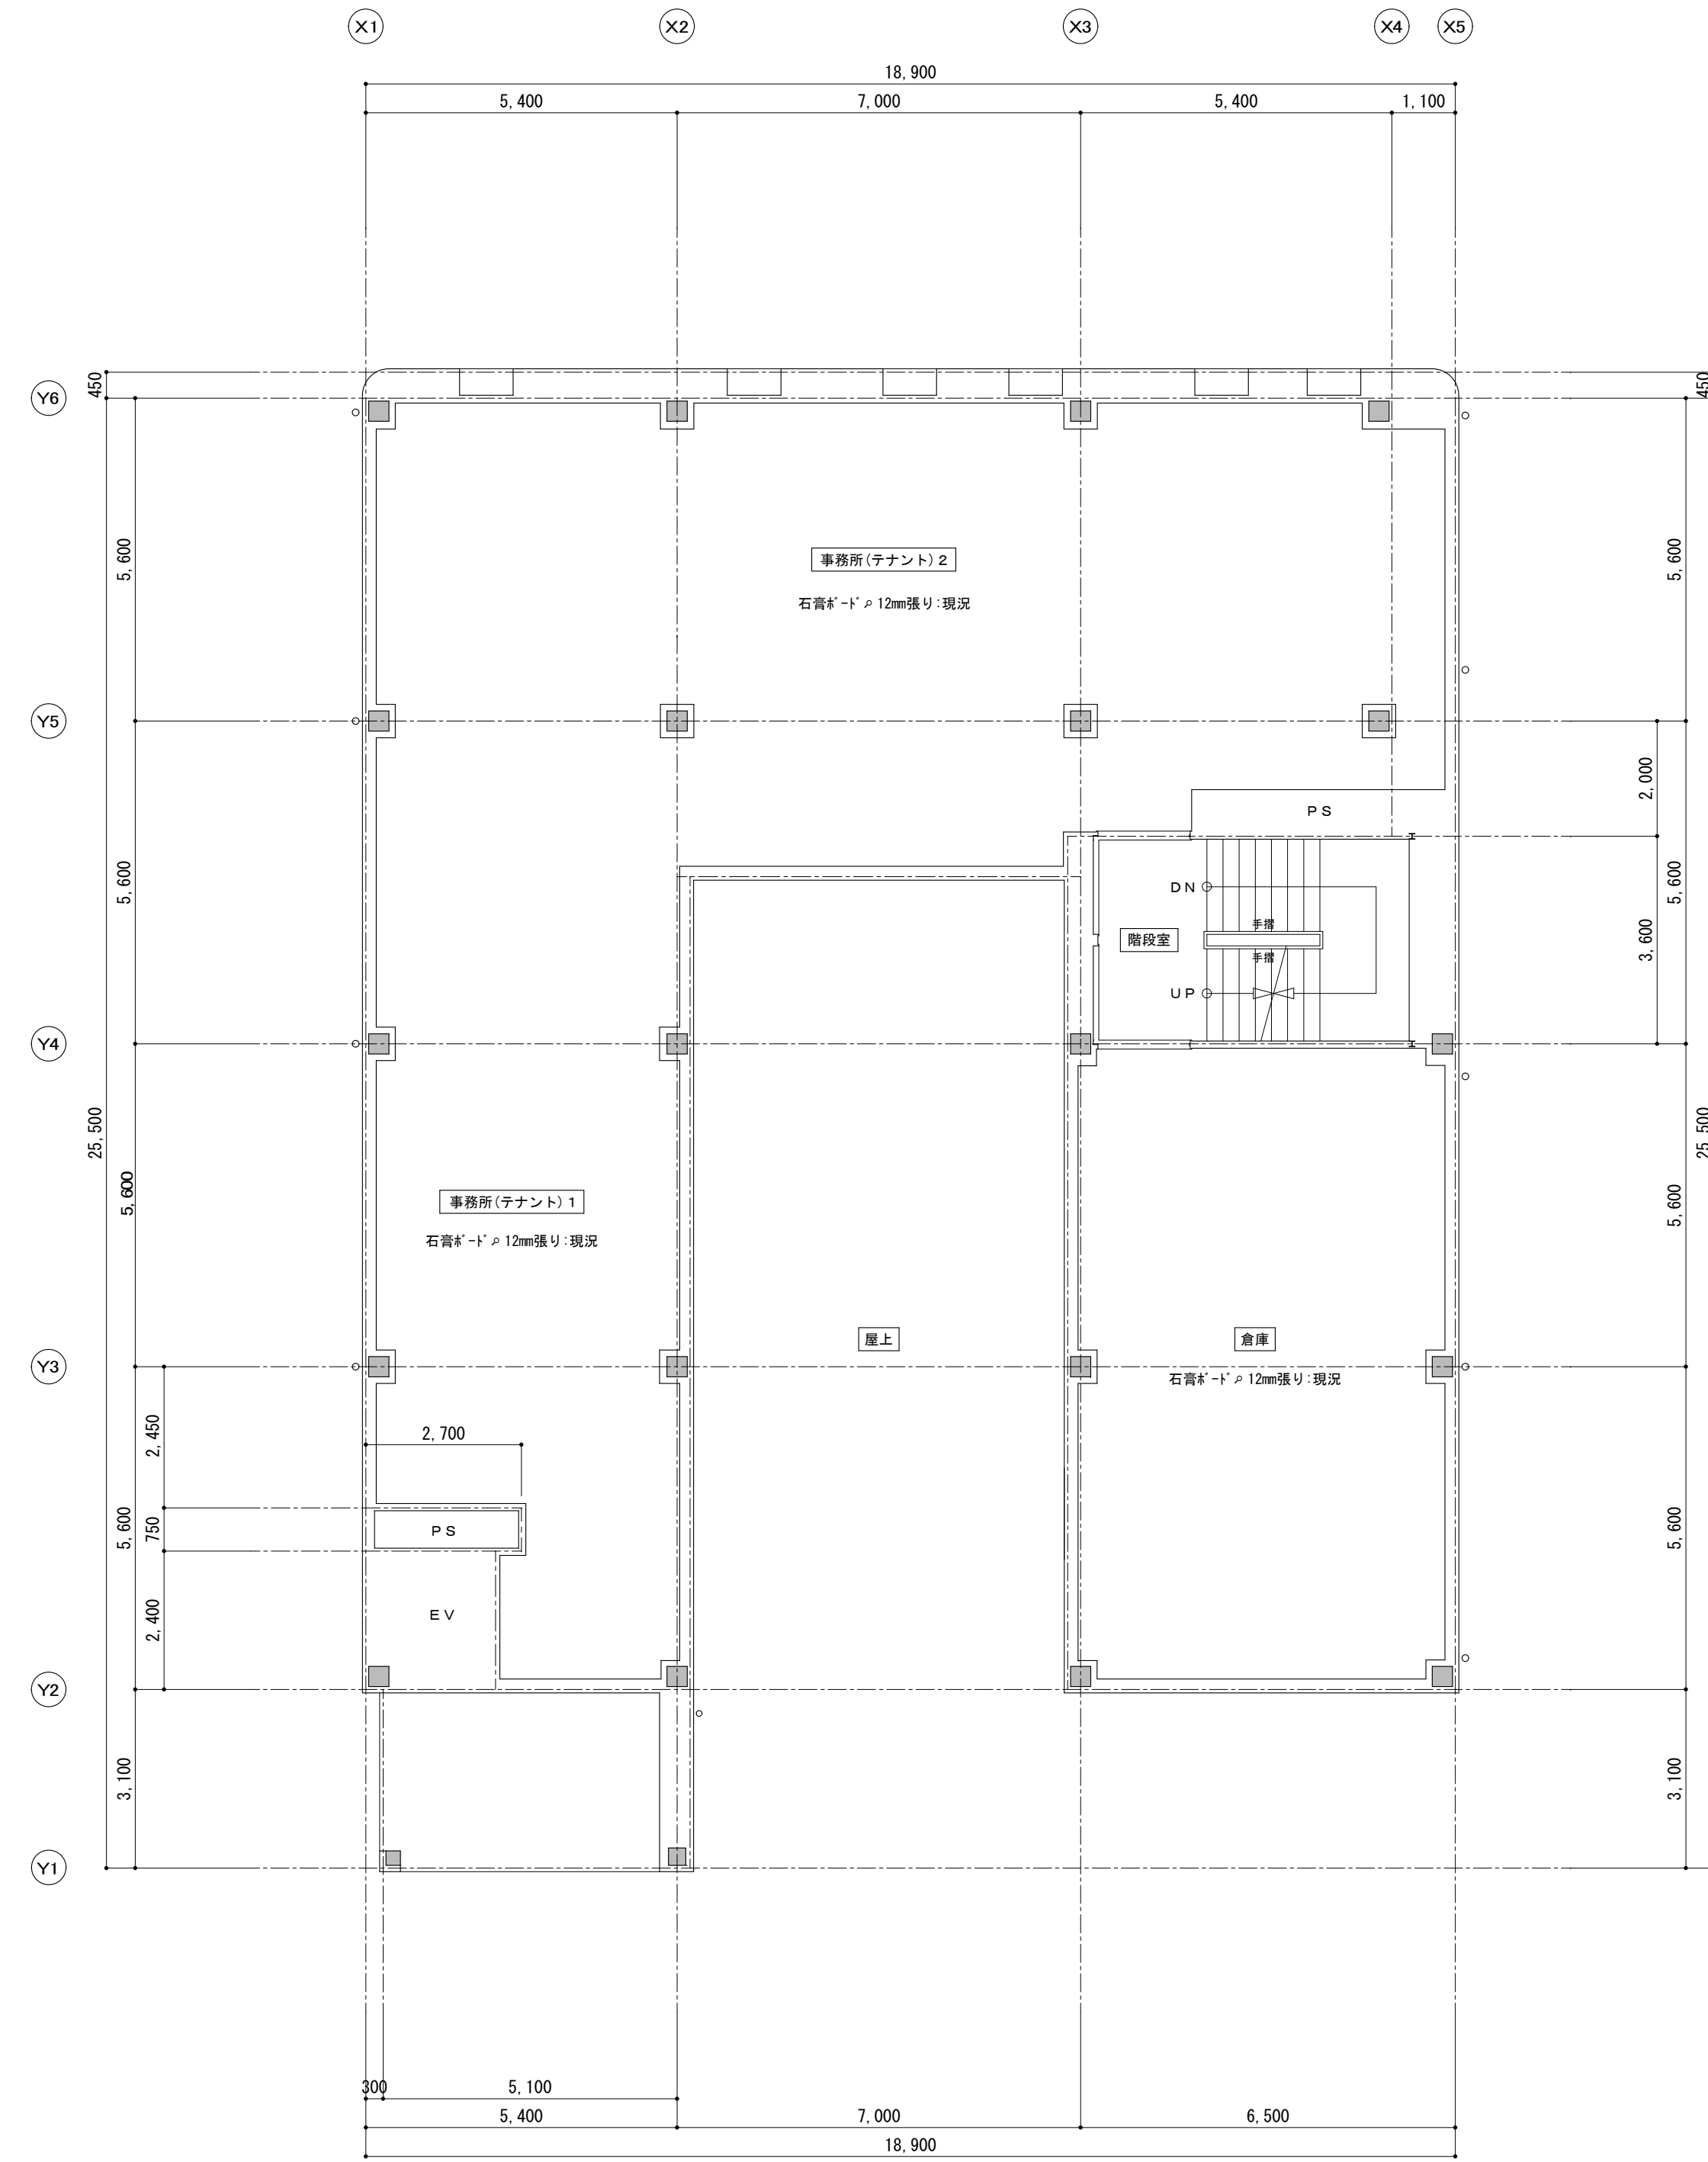 X1 X2 X3 X4 X5
18,900
5,400 7,000 5,400 1,100
450 450
Y6
5,600 5,600
事務所(テナント)2
石膏ボード 12mm張り:現況
Y5
2,000
PS
5,600 5,600
DN
手摺
階段室 3,600
手摺
UP
Y4
25,500 25,500
5,600 5,600
事務所(テナント)1
石膏ボード 12mm張り:現況
屋上 倉庫
Y3
石膏ボード 12mm張り:現況
2,450 2,700
5,600 750 PS 5,600
2,400 EV
Y2
3,100 3,100
Y1
300 5,100
5,400 7,000 6,500
18,900